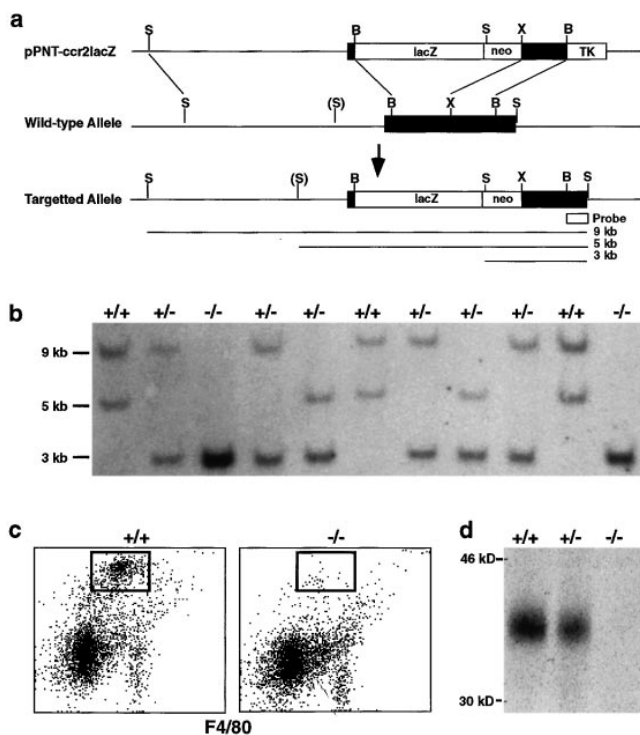 a
S B S X B
pPNT-ccr2lacZ lacZ neo TK
S (S) B X B S
Wild-type Allele
S (S) B S X B S
Targetted Allele lacZ neo
Probe
9 kb
5 kb
3 kb
b
+/+ +/- -/- +/- +/- +/+ +/- +/- +/- +/+ -/-
9 kb
5 kb
3 kb
c
+/+ -/-
F4/80
d
+/+ +/- -/-
46 kD
30 kD